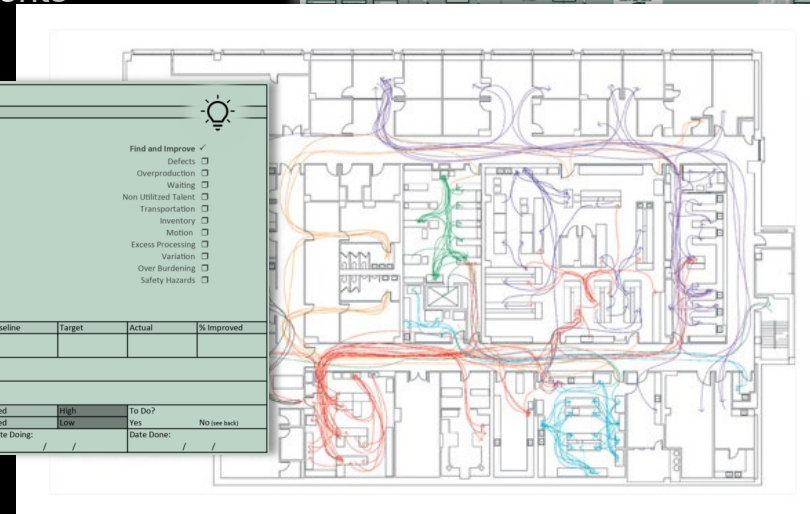 Find and Improve ✓
Defects ☐
Overproduction ☐
Waiting ☐
Non Utilized Talent ☐
Transportation ☐
Inventory ☐
Motion ☐
Excess Processing ☐
Variation ☐
Over Burdening ☐
Safety Hazards ☐
Target Actual % Improved
High To Do?
Low Yes No (see back)
Doing: Date Done:
/ / / /